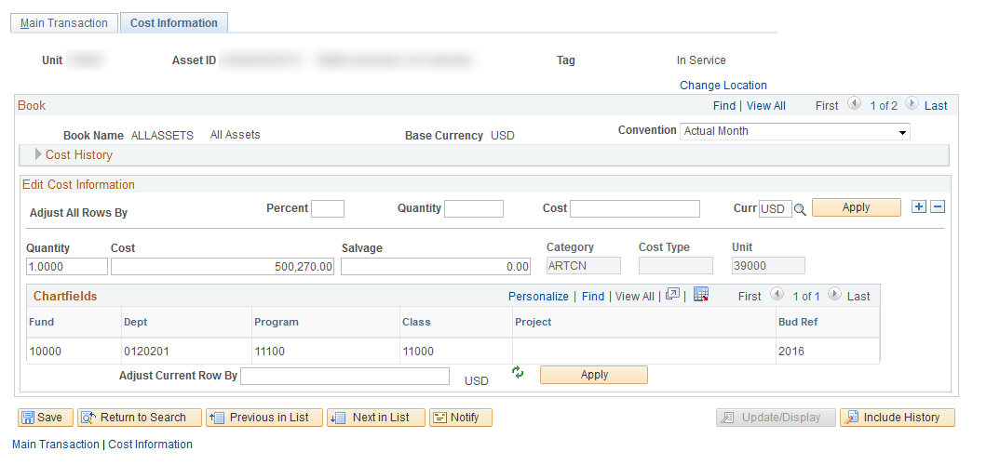 Main Transaction Cost Information
Unit Asset ID Tag In Service
Change Location
Book Find | View All First 1 of 2 Last
Book Name ALLASSETS All Assets Base Currency USD Convention Actual Month
Cost History
Edit Cost Information
Adjust All Rows By Percent Quantity Cost Curr USD Apply
Quantity Cost Salvage Category Cost Type Unit
1.0000 500,270.00 0.00 ARTCN 39000
Chartfields Personalize | Find | View All | | First 1 of 1 Last
Fund Dept Program Class Project Bud Ref
10000 0120201 11100 11000 2016
Adjust Current Row By USD Apply
Save Return to Search Previous in List Next in List Notify Update/Display Include History
Main Transaction | Cost Information